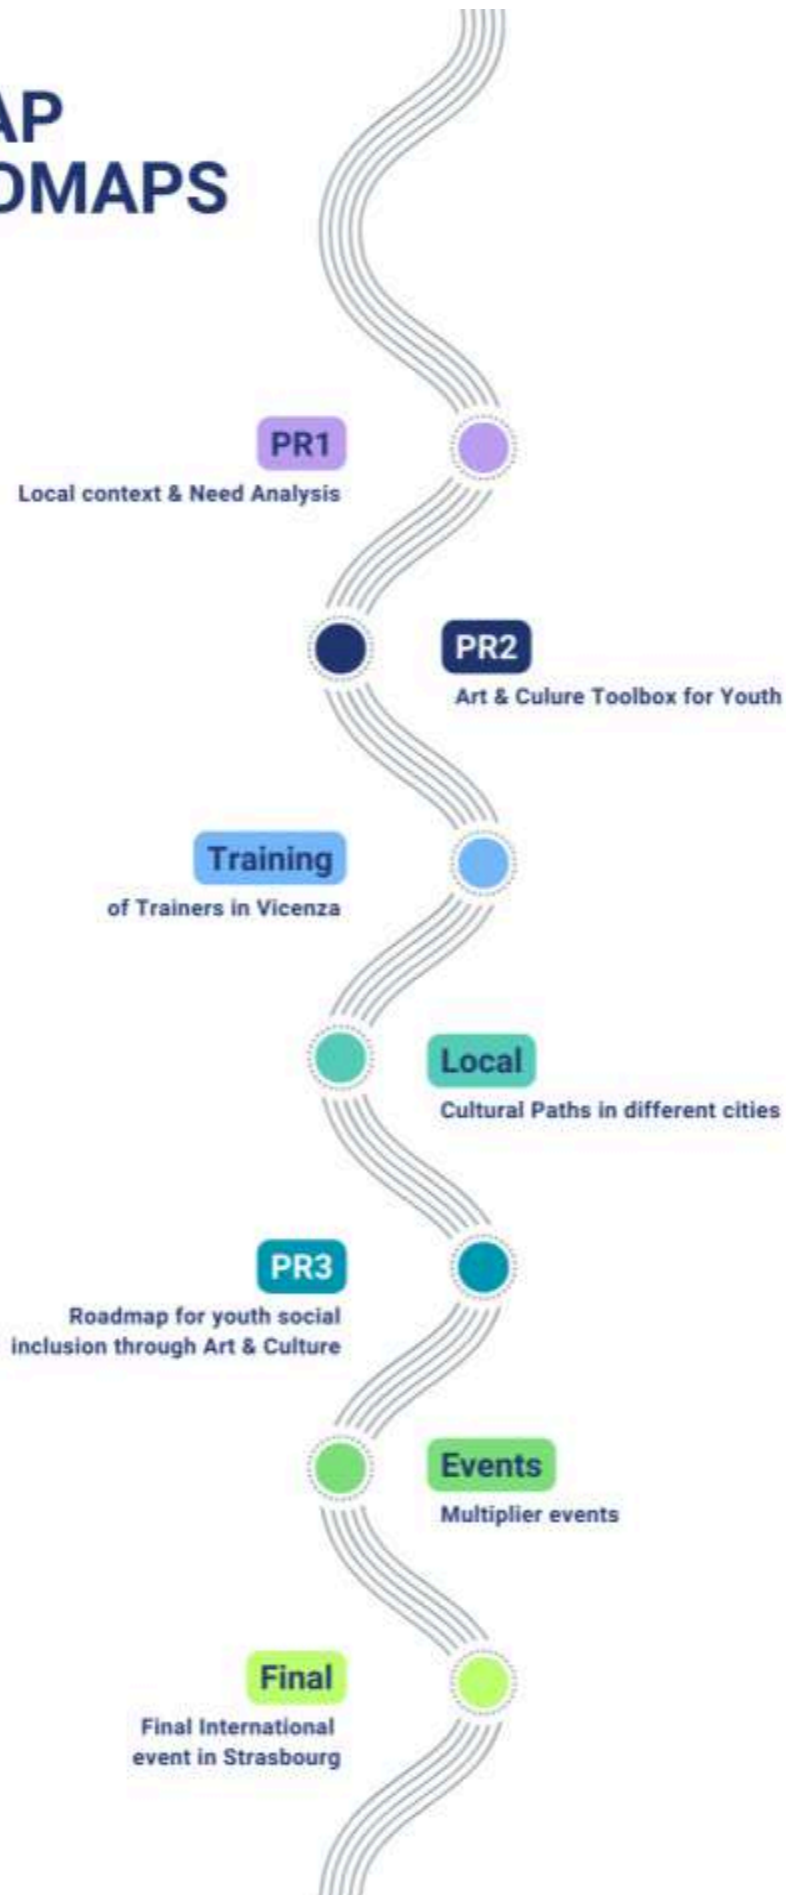 AP
DMAPS
PR1
Local context & Need Analysis
PR2
Art & Culure Toolbox for Youth
Training
of Trainers in Vicenza
Local
Cultural Paths in different cities
PR3
Roadmap for youth social
inclusion through Art & Culture
Events
Multiplier events
Final
Final International
event in Strasbourg